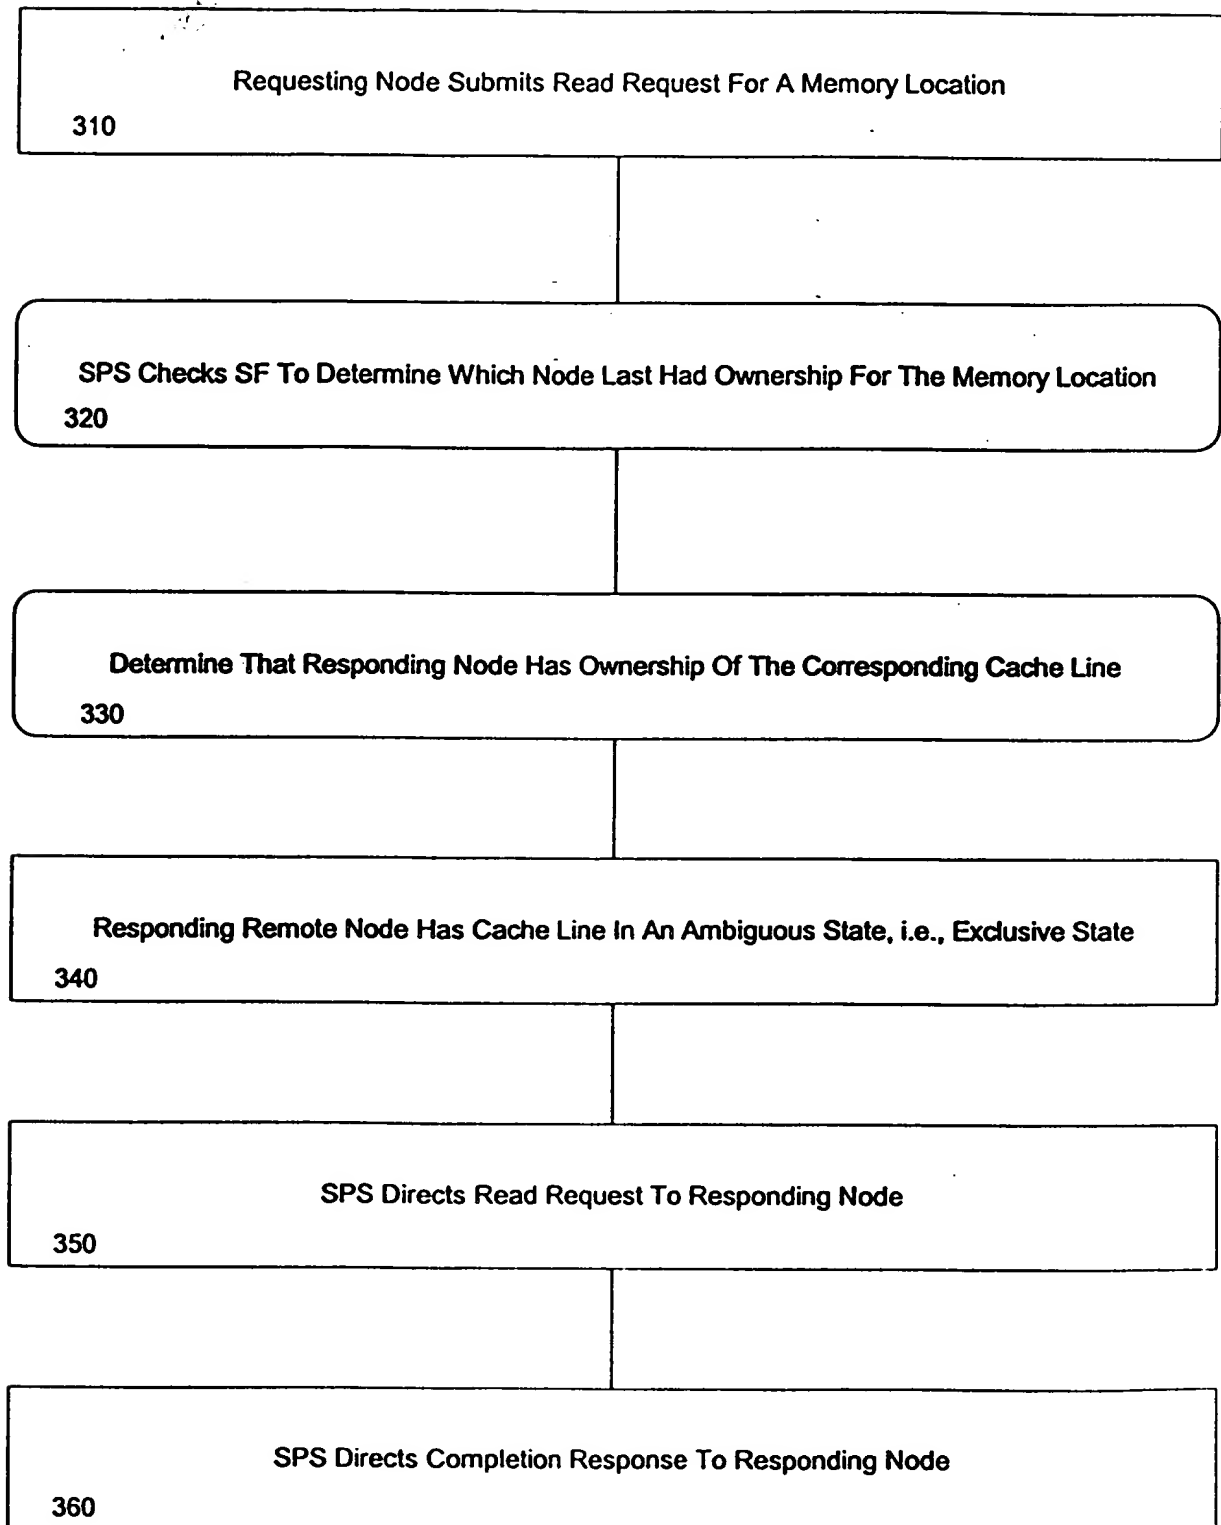 Requesting Node Submits Read Request For A Memory Location
310
SPS Checks SF To Determine Which Node Last Had Ownership For The Memory Location
320
Determine That Responding Node Has Ownership Of The Corresponding Cache Line
330
Responding Remote Node Has Cache Line In An Ambiguous State, i.e., Exclusive State
340
SPS Directs Read Request To Responding Node
350
SPS Directs Completion Response To Responding Node
360